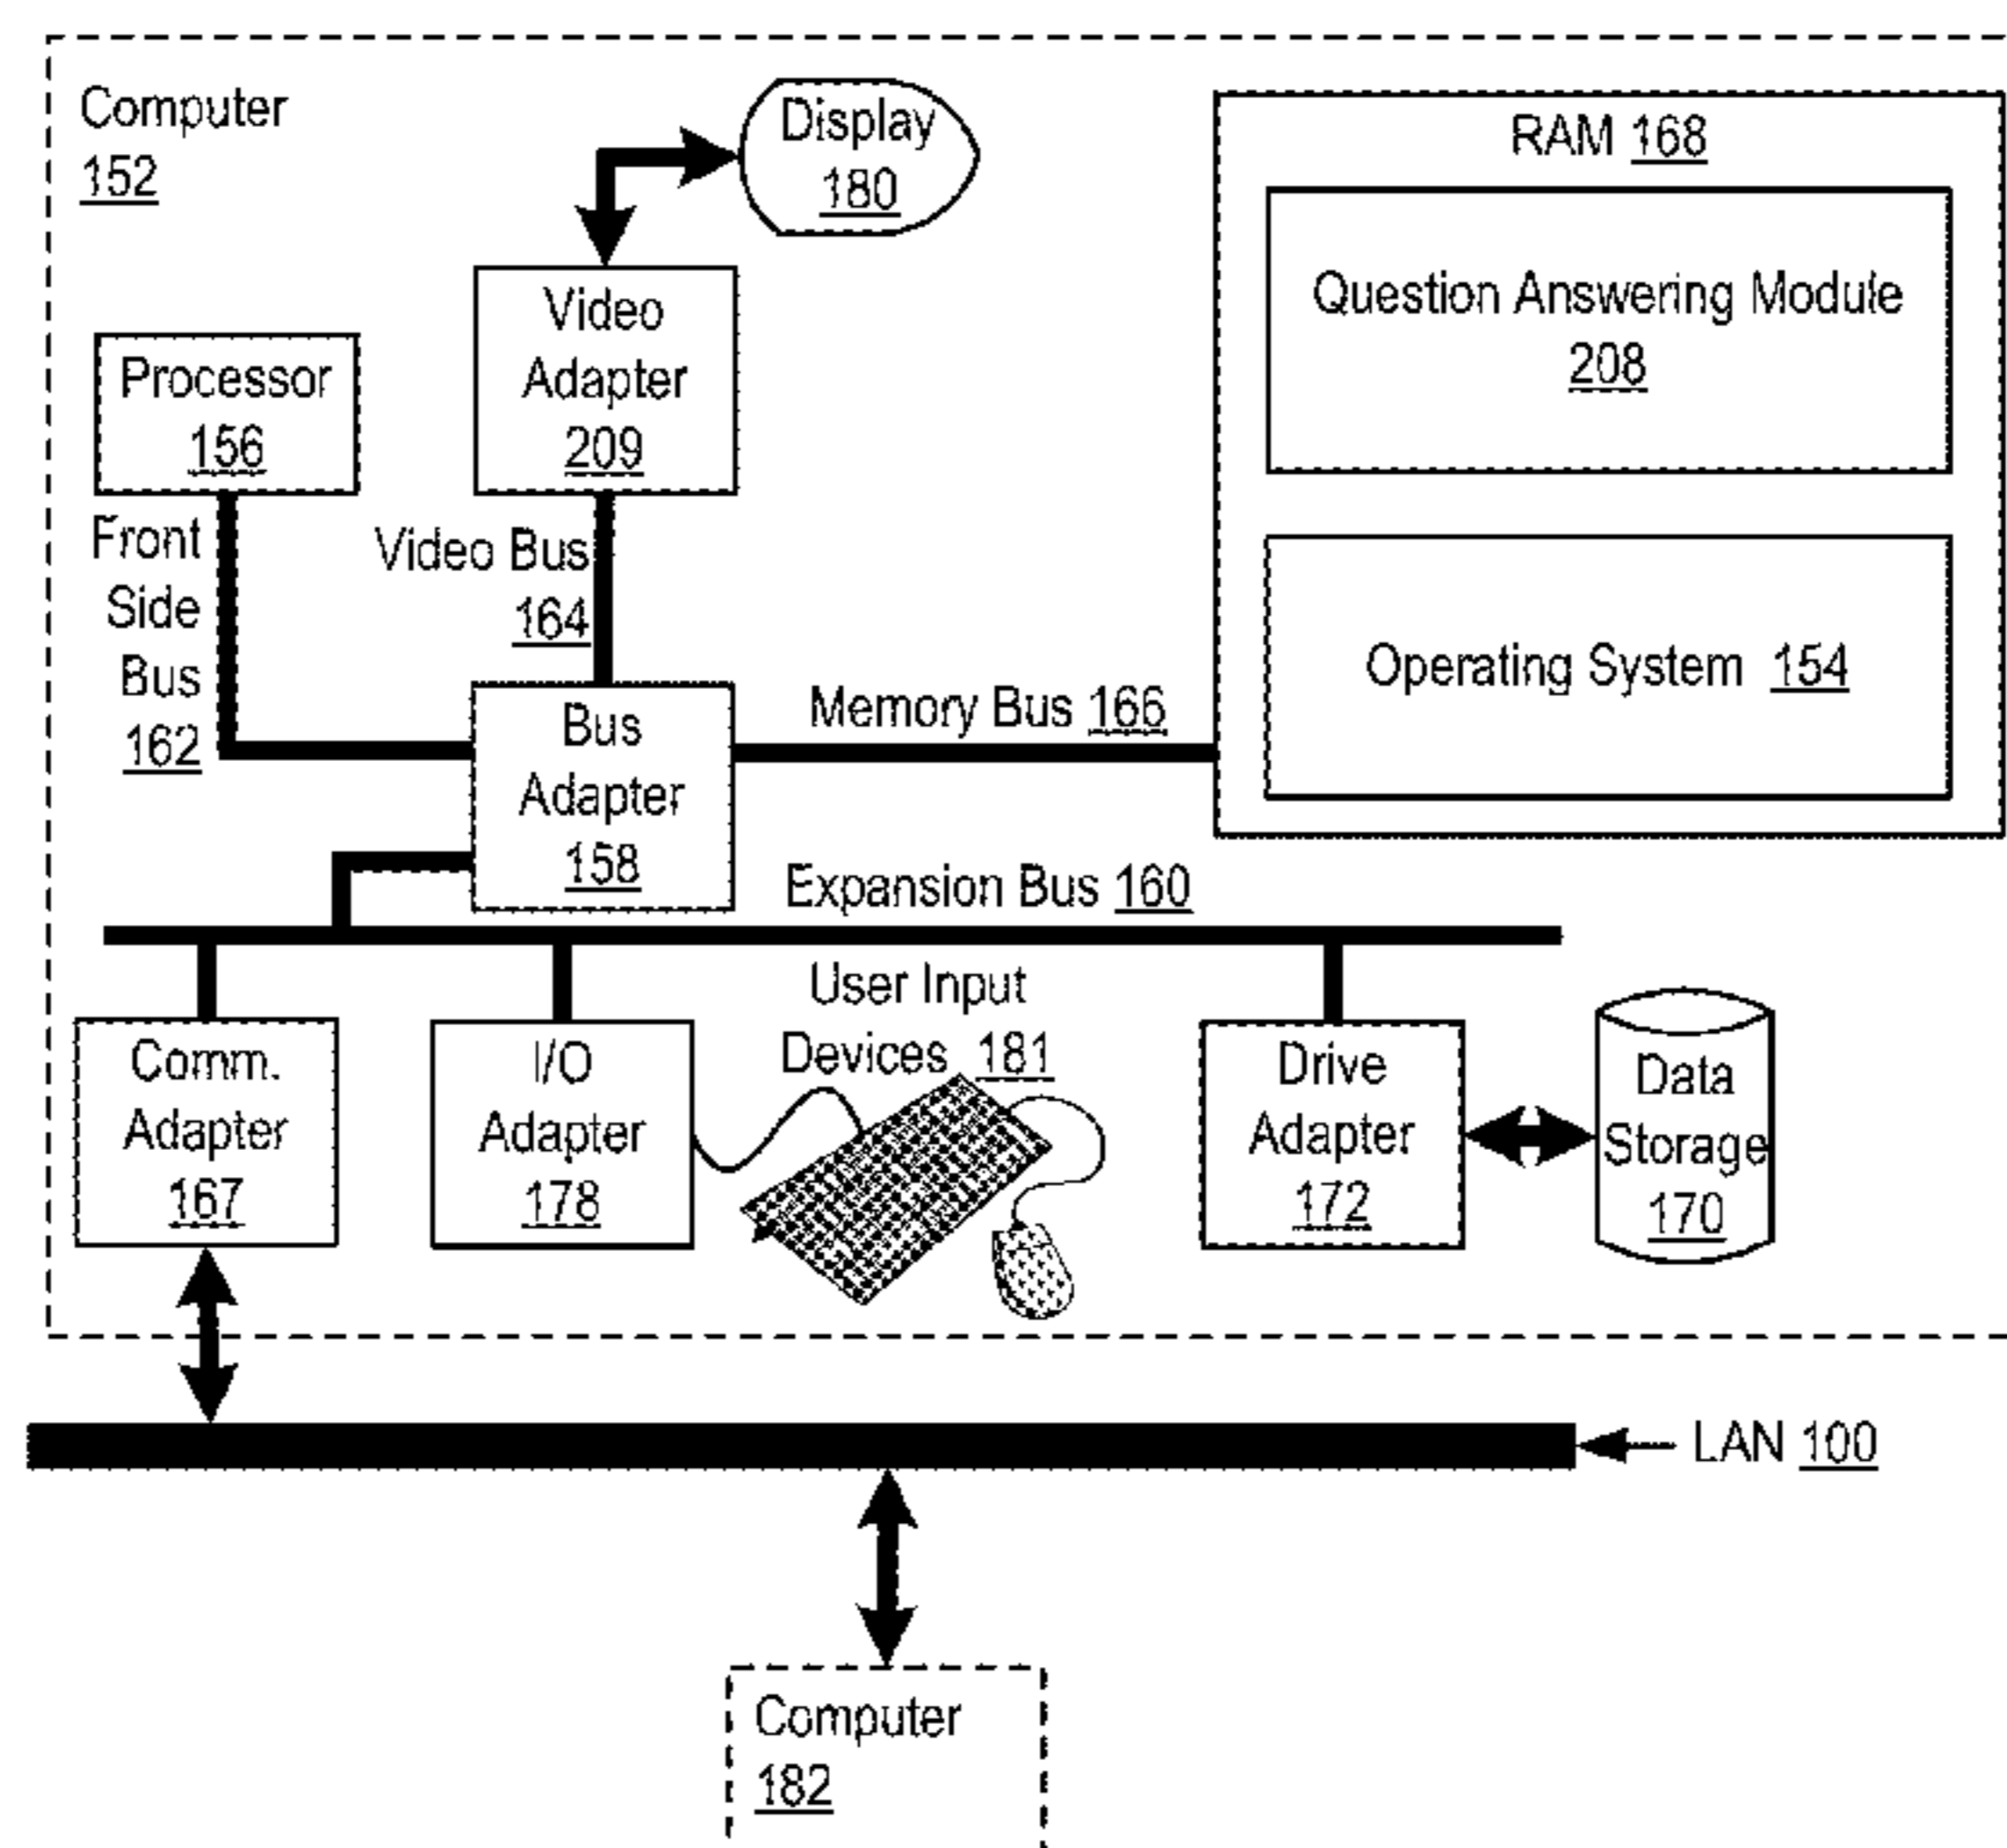 Computer
152
Display
180
RAM 168
Question Answering Module
208
Operating System 154
Video
Adapter
209
Processor
156
Front
Side
Bus
162
Video Bus
164
Bus
Adapter
158
Memory Bus 166
Expansion Bus 160
Comm.
Adapter
167
I/O
Adapter
178
User Input
Devices 181
Drive
Adapter
172
Data
Storage
170
LAN 100
Computer
182